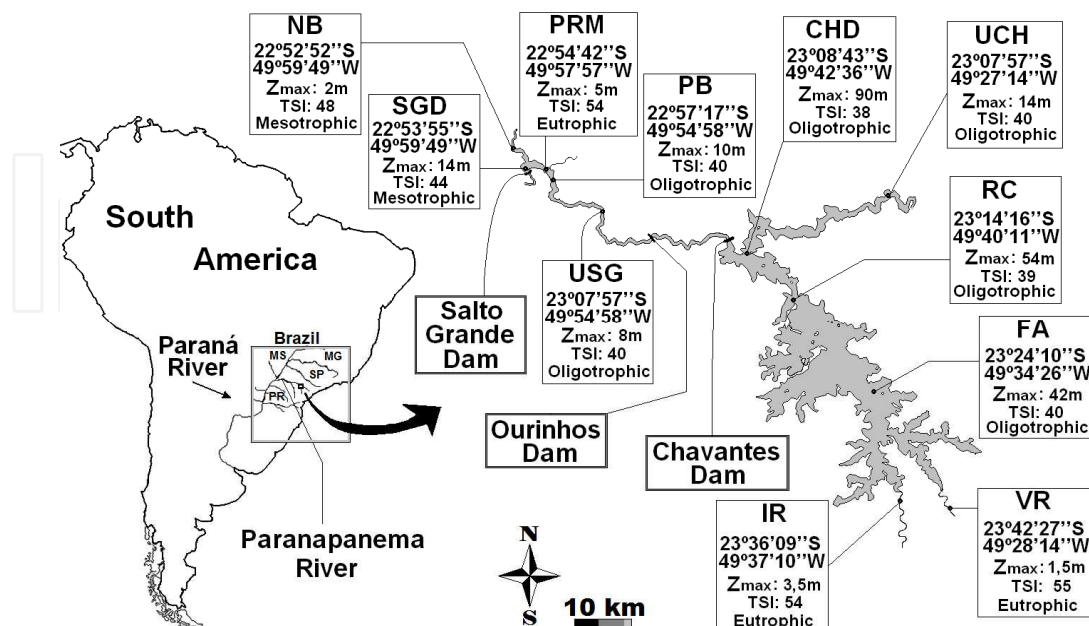 NB
22º52'52''S
49º59'49''W
Zmax: 2m
TSI: 48
Mesotrophic
PRM
22º54'42''S
49º57'57''W
Zmax: 5m
TSI: 54
Eutrophic
CHD
23º08'43''S
49º42'36''W
Zmax: 90m
TSI: 38
Oligotrophic
UCH
23º07'57''S
49º27'14''W
Zmax: 14m
TSI: 40
Oligotrophic
SGD
22º53'55''S
49º59'49''W
Zmax: 14m
TSI: 44
Mesotrophic
PB
22º57'17''S
49º54'58''W
Zmax: 10m
TSI: 40
Oligotrophic
RC
23º14'16''S
49º40'11''W
Zmax: 54m
TSI: 39
Oligotrophic
South
America
USG
23º07'57''S
49º54'58''W
Zmax: 8m
TSI: 40
Oligotrophic
Salto
Grande
Dam
FA
23º24'10''S
49º34'26''W
Zmax: 42m
TSI: 40
Oligotrophic
Paraná
River
Brazil
MS
MG
SP
PR
Ourinhos
Dam
Chavantes
Dam
Paranapanema
River
N
S
10 km
IR
23º36'09''S
49º37'10''W
Zmax: 3,5m
TSI: 54
Eutrophic
VR
23º42'27''S
49º28'14''W
Zmax: 1,5m
TSI: 55
Eutrophic